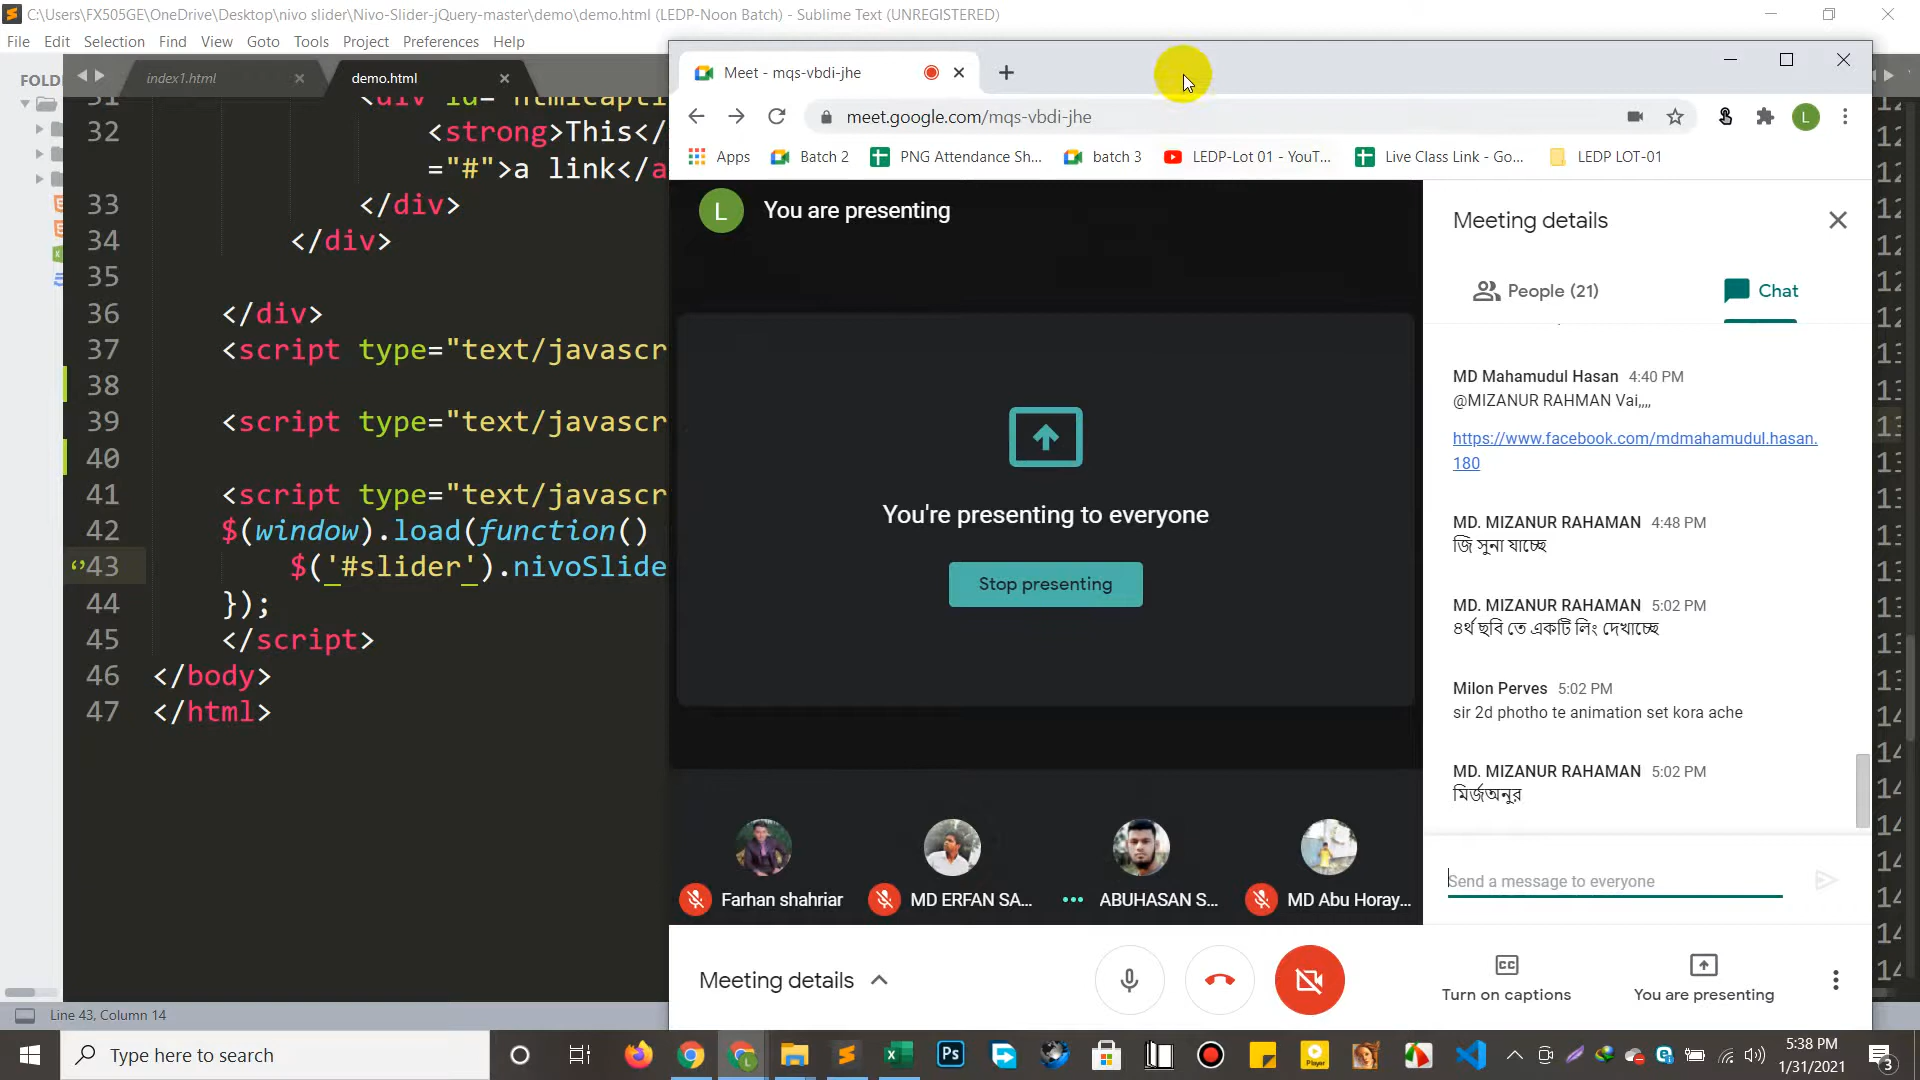 C:\Users\FX505GE\OneDrive\Desktop\nivo slider\Nivo-Slider-jQuery-master\demo\demo.html (LEDP-Noon Batch) - Sublime Text (UNREGISTERED)
File Edit Selection Find View Goto Tools Project Preferences Help
index1.html
demo.html
32 <strong>This</
="#">a link</a
33 </div>
34 </div>
35
36 </div>
37 <script type="text/javascr
38
39 <script type="text/javascr
40
41 <script type="text/javascr
42 $(window).load(function()
43 $('#slider').nivoSlide
44 });
45 </script>
46 </body>
47 </html>
Line 43, Column 14
Meet - mqs-vbdi-jhe
meet.google.com/mqs-vbdi-jhe
L
Apps Batch 2 PNG Attendance Sh... batch 3 LEDP-Lot 01 - YouT... Live Class Link - Go... LEDP LOT-01
L You are presenting
You're presenting to everyone
Stop presenting
Farhan shahriar MD ERFAN SA... ABUHASAN S... MD Abu Horay...
Meeting details
Meeting details
People (21) Chat
MD Mahamudul Hasan 4:40 PM
@MIZANUR RAHMAN Vai,,,,
https://www.facebook.com/mdmahamudul.hasan.
180
MD. MIZANUR RAHAMAN 4:48 PM
জি সুনা যাচ্ছে
MD. MIZANUR RAHAMAN 5:02 PM
৪র্থ ছবি তে একটি লিং দেখাচ্ছে
Milon Perves 5:02 PM
sir 2d photho te animation set kora ache
MD. MIZANUR RAHAMAN 5:02 PM
মির্জঅনুর
Send a message to everyone
CC
Turn on captions You are presenting
Type here to search
Ps
Player
5:38 PM
1/31/2021
3